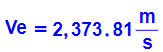 Ve = 2,373.81 m/s